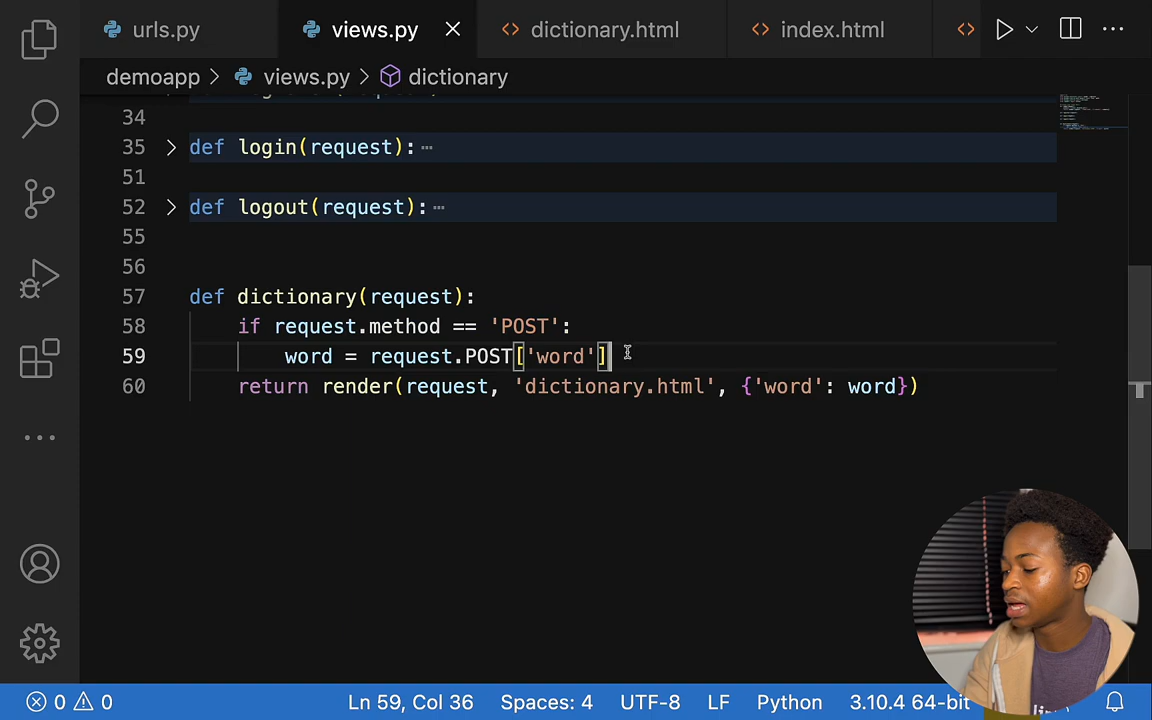 urls.py views.py dictionary.html index.html
demoapp > views.py > dictionary
34
35 def login(request):
51
52 def logout(request):
55
56
57 def dictionary(request):
58 if request.method == 'POST':
59 word = request.POST['word']
60 return render(request, 'dictionary.html', {'word': word})
0 0 Ln 59, Col 36 Spaces: 4 UTF-8 LF Python 3.10.4 64-bit